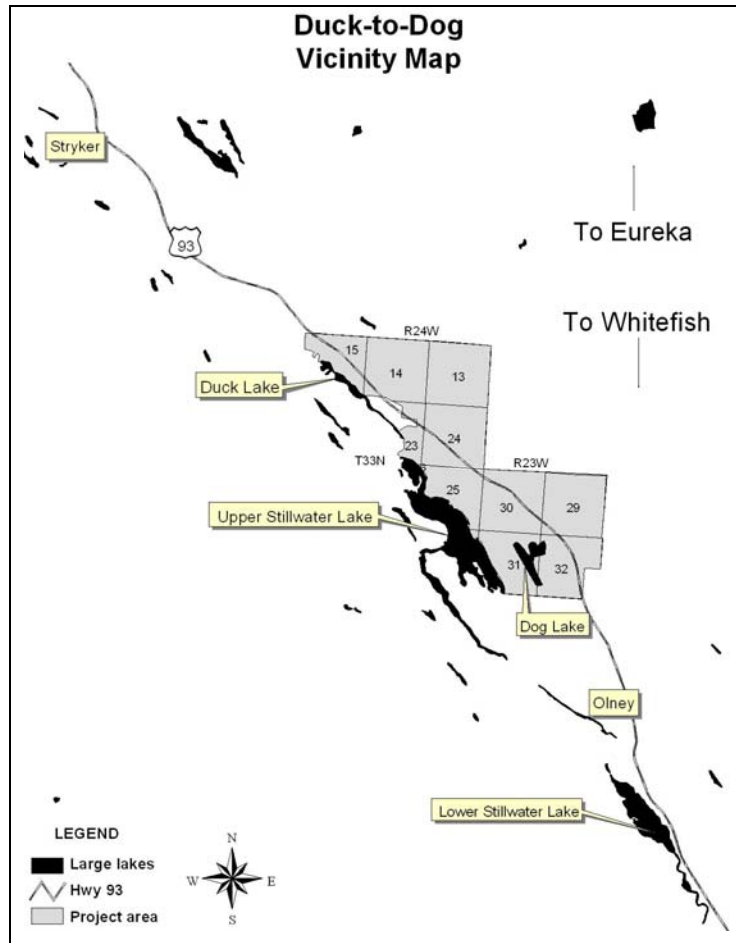 Duck-to-Dog
Vicinity Map
Stryker
93
To Eureka
To Whitefish
R24W
15
14
13
Duck Lake
24
23
T33N
R23W
25
30
29
Upper Stillwater Lake
31
32
Dog Lake
Olney
Lower Stillwater Lake
LEGEND
Large lakes
Hwy 93
Project area
N
W
E
S